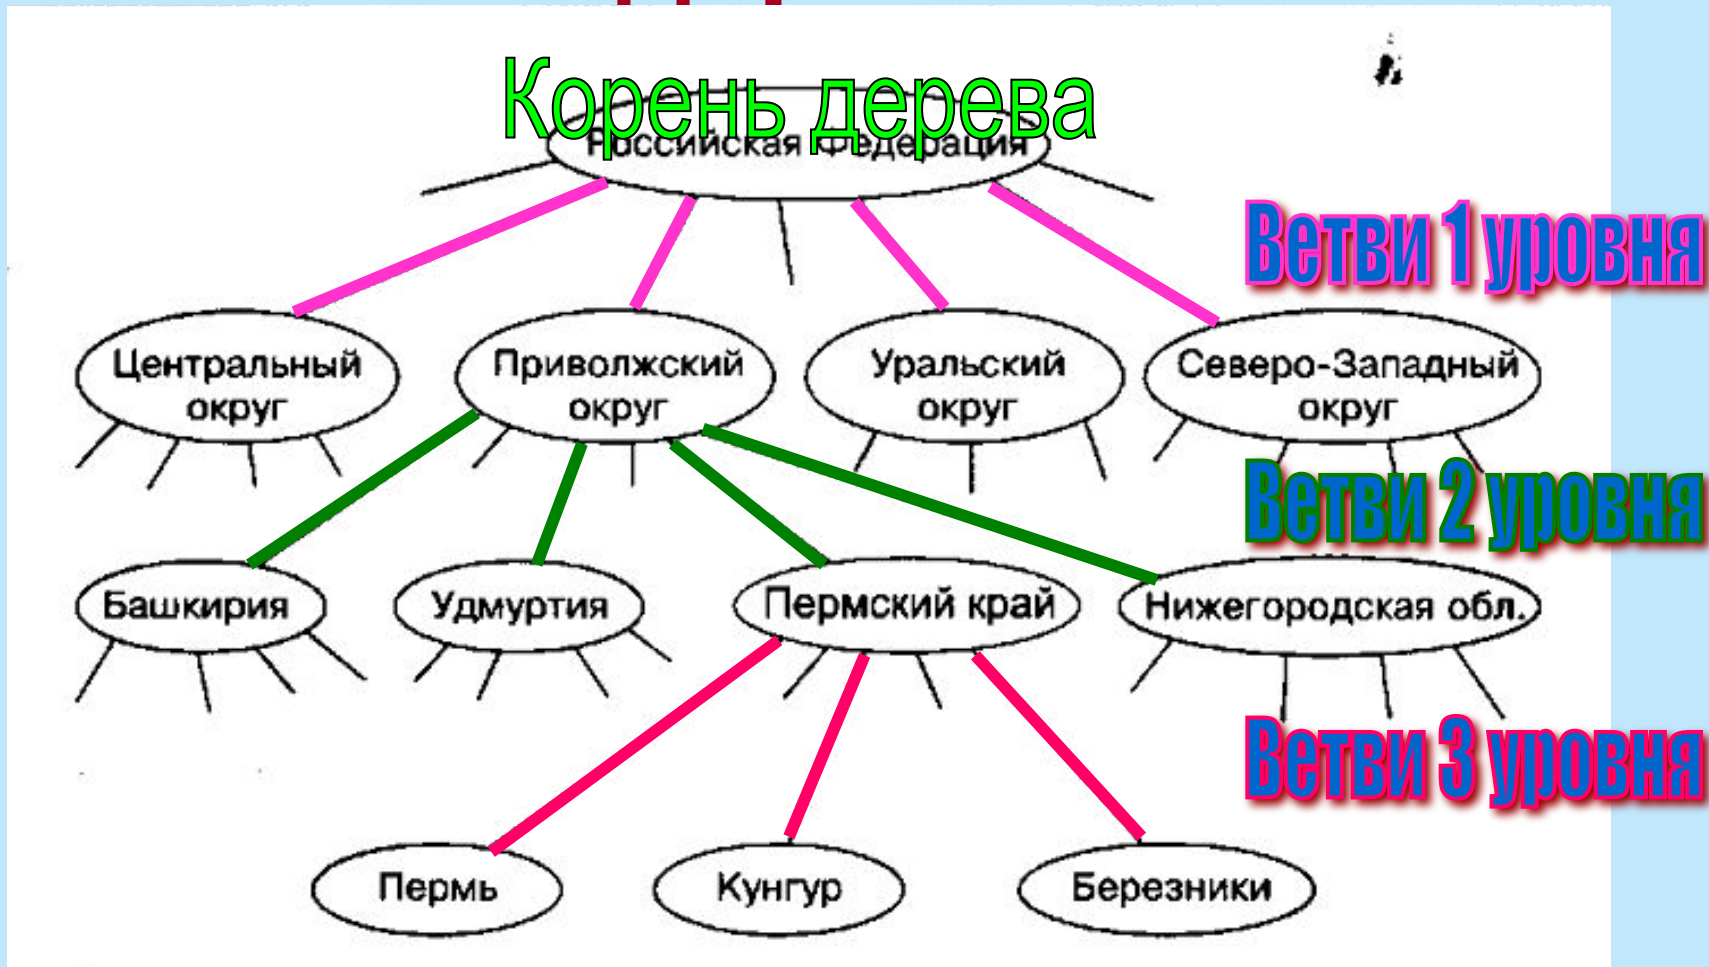 Корень дерева
Российская Федерация
Ветви 1 уровня
Центральный
округ
Приволжский
округ
Уральский
округ
Северо-Западный
округ
Ветви 2 уровня
Башкирия
Удмуртия
Пермский край
Нижегородская обл.
Ветви 3 уровня
Пермь
Кунгур
Березники